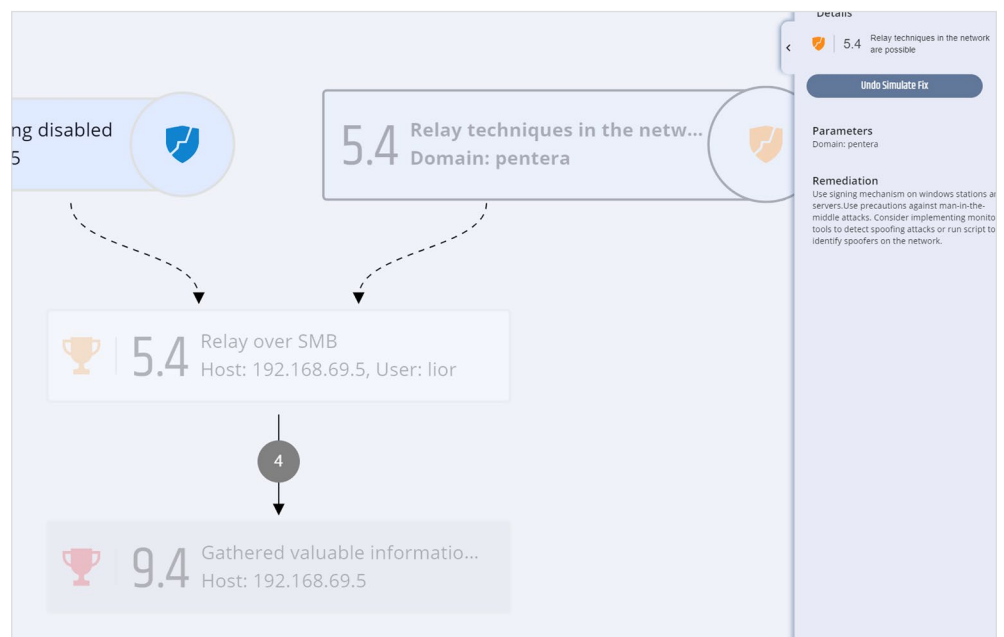 Details
5.4
Relay techniques in the network
are possible
Undo Simulate Fix
Parameters
Domain: pentera
Remediation
Use signing mechanism on windows stations
servers.Use precautions against man-in-the-
middle attacks. Consider implementing
tools to detect spoofing attacks or run script to
identify spoofers on the network.
ng disabled
5
5.4
Relay techniques in the netw...
Domain: pentera
5.4
Relay over SMB
Host: 192.168.69.5, User: lior
4
9.4
Gathered valuable informatio...
Host: 192.168.69.5